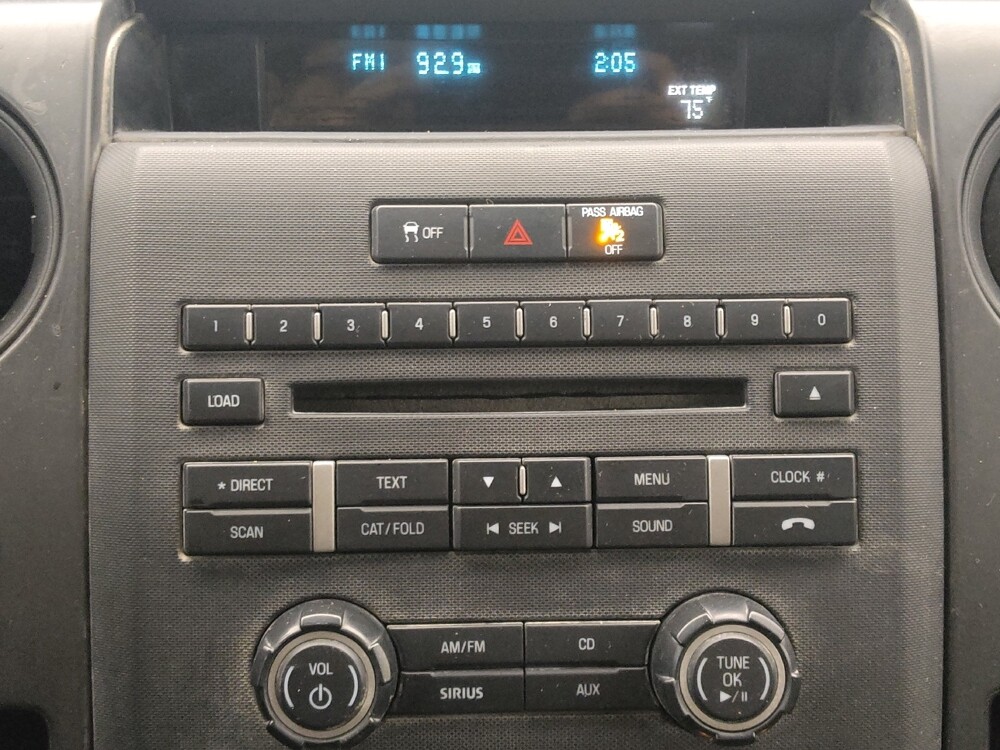 FM1 929 2:05
EXT TEMP
75°F
OFF
PASS AIRBAG
2
OFF
1 2 3 4 5 6 7 8 9 0
LOAD
* DIRECT TEXT MENU CLOCK #
SCAN CAT/FOLD SEEK SOUND
VOL AM/FM CD TUNE
OK
SIRIUS AUX